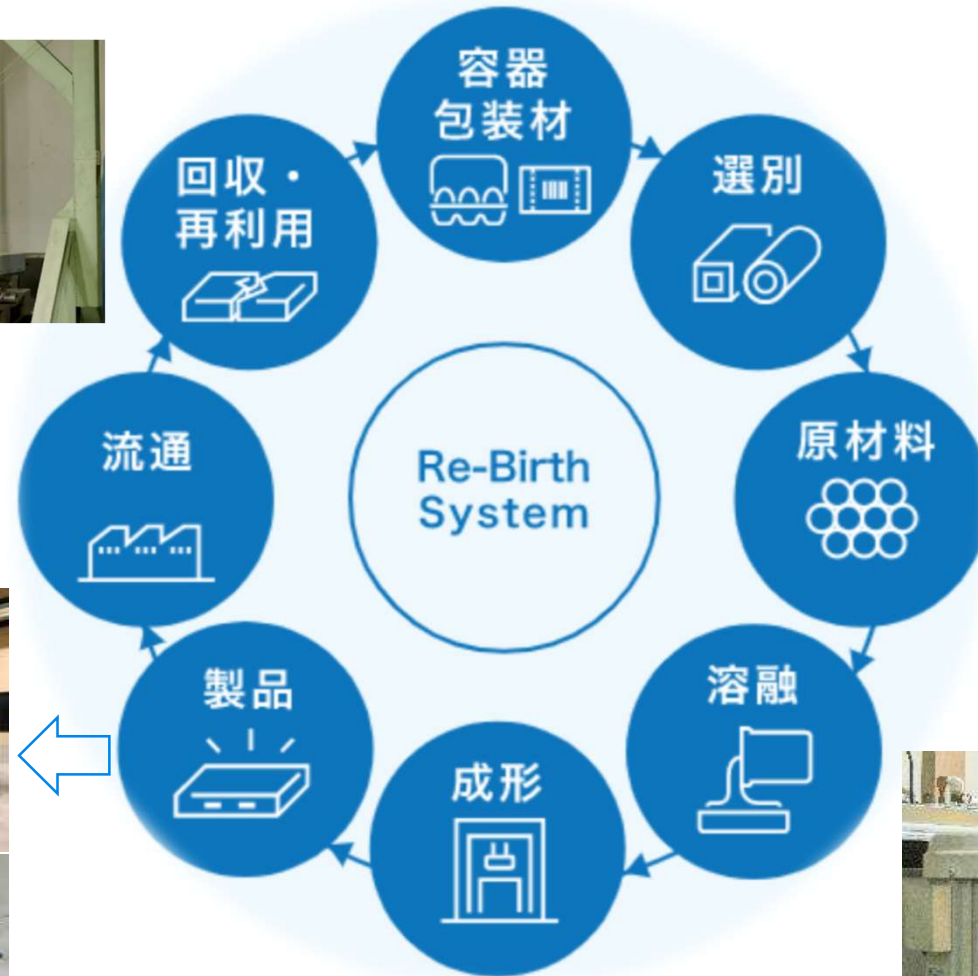 容器
包装材
選別
原材料
溶融
成形
製品
流通
回収・
再利用
Re-Birth
System